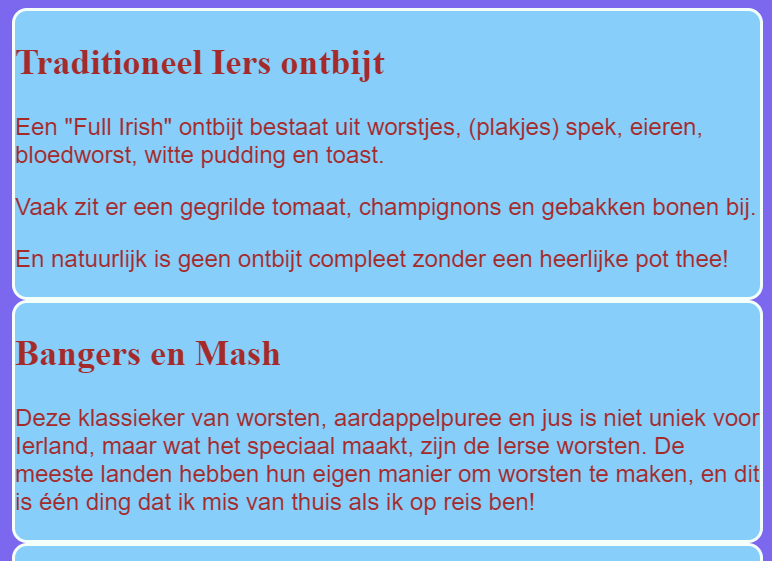 Traditioneel Iers ontbijt
Een "Full Irish" ontbijt bestaat uit worstjes, (plakjes) spek, eieren,
bloedworst, witte pudding en toast.
Vaak zit er een gegrilde tomaat, champignons en gebakken bonen bij.
En natuurlijk is geen ontbijt compleet zonder een heerlijke pot thee!
Bangers en Mash
Deze klassieker van worsten, aardappelpuree en jus is niet uniek voor
Ierland, maar wat het speciaal maakt, zijn de Ierse worsten. De
meeste landen hebben hun eigen manier om worsten te maken, en dit
is één ding dat ik mis van thuis als ik op reis ben!